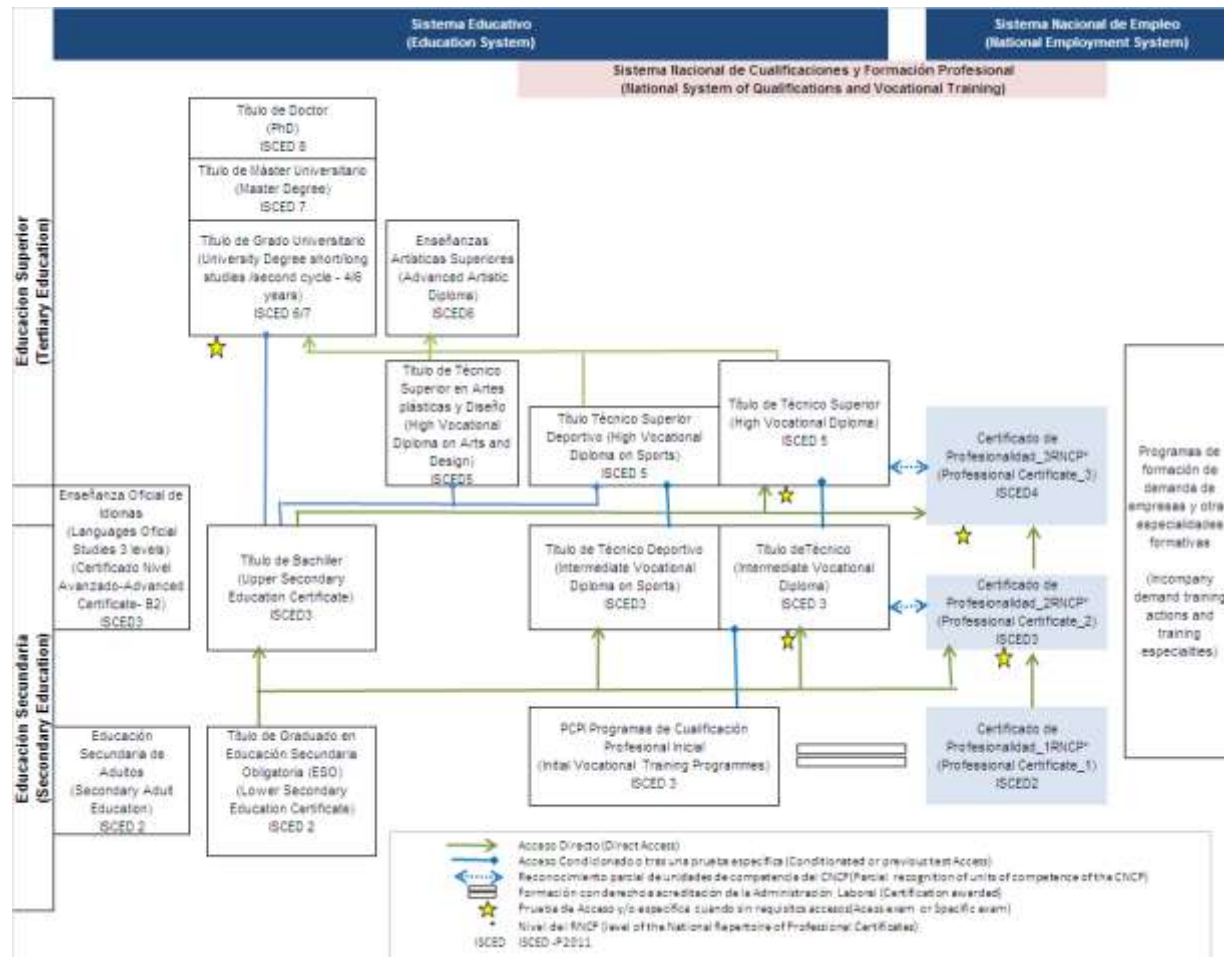 Sistema Educativo
(Education System)
Sistema Nacional de Empleo
(National Employment System)
Sistema Nacional de Cualificaciones y Formación Profesional
(National System of Qualifications and Vocational Training)
Educacion Superior
(Tertiary Education)
Título de Doctor
(PhD)
ISCED 8
Título de Máster Universitario
(Master Degree)
ISCED 7
Título de Grado Universitario
(University Degree short/long
studies /second cycle - 4/6
years)
ISCED 6/7
Enseñanzas
Artísticas Superiores
(Advanced Artistic
Diploma)
ISCED6
Título de Técnico
Superior en Artes
plásticas y Diseño
(High Vocational
Diploma on Arts and
Design)
ISCED5
Título Técnico Superior
Deportivo (High Vocational
Diploma on Sports)
ISCED 5
Título de Técnico Superior
(High Vocational Diploma)
ISCED 5
Certificado de
Profesionalidad_3RNCP*
(Professional Certificate_3)
ISCED4
Programas de
formación de
demanda de
empresas y otra
especialidades
formativas
(Incompany
demand training
actions and
training
especialties)
Educación Secundaria
(Secondary Education)
Enseñanza Oficial de
Idiomas
(Languages Oficial
Studies 3 levels)
(Certificado Nivel
Avanzado-Advanced
Certificate- B2)
ISCED3
Título de Bachiller
(Upper Secondary
Education Certificate)
ISCED3
Título de Técnico Deportivo
(Intermediate Vocational
Diploma on Sports)
ISCED3
Título deTécnico
(Intermediate Vocational
Diploma)
ISCED 3
Certificado de
Profesionalidad_2RNCP*
(Professional Certificate_2)
ISCED3
Educación
Secundaria de
Adultos
(Secondary Adult
Education)
ISCED 2
Título de Graduado en
Educación Secundaria
Obligatoria (ESO)
(Lower Secondary
Education Certificate)
ISCED 2
PCPI Programas de Cualificación
Profesional Inicial
(Initial Vocational Training Programmes)
ISCED 3
Certificado de
Profesionalidad_1RNCP*
(Professional Certificate_1)
ISCED2
Acceso Directo (Direct Access)
Acceso Condicionado o tras una prueba específica (Conditionated or previous test Access)
Reconocimiento parcial de unidades de competencia del CNCP(Parcial recognition of units of competence of the CNCP)
Formación con derecho a acreditación de la Administración Laboral (Certification awarded)
Prueba de Acceso y/o específica cuando sin requisitos accesos(Acess exam or Specific exam)
* Nivel del RNCP (level of the National Repertoire of Professional Certificates)
ISCED ISCED -P2011